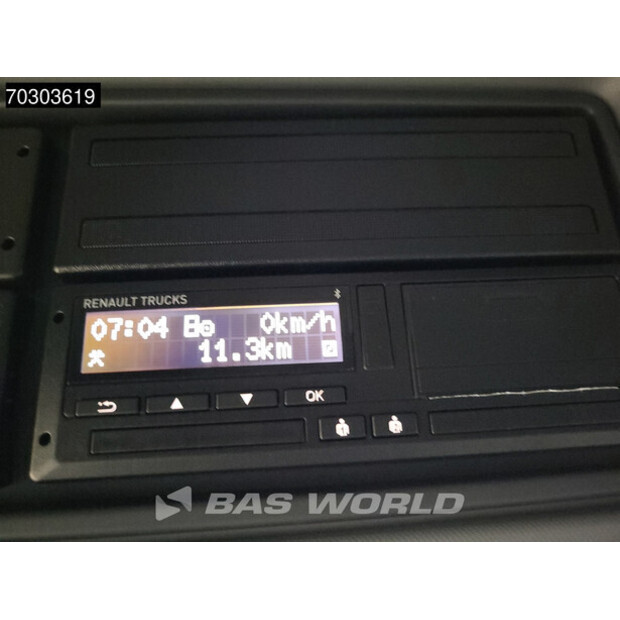 70303619
RENAULT TRUCKS
07:04 0km/h
11.3km
OK
BAS WORLD